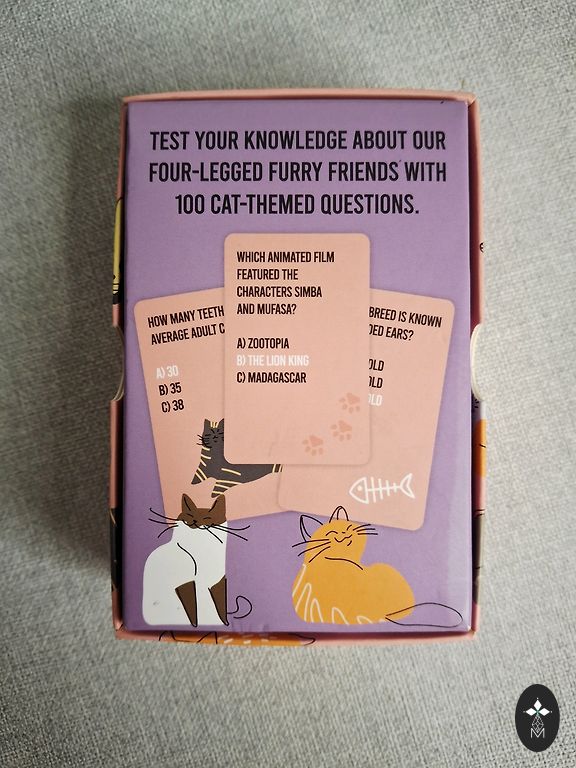 TEST YOUR KNOWLEDGE ABOUT OUR
FOUR-LEGGED FURRY FRIENDS WITH
100 CAT-THEMED QUESTIONS.
WHICH ANIMATED FILM
FEATURED THE
CHARACTERS SIMBA
AND MUFASA?
A) ZOOTOPIA
B) THE LION KING
C) MADAGASCAR
HOW MANY TEETH
AVERAGE ADULT C
A) 30
B) 35
C) 38
BREED IS KNOWN
DED EARS?
OLD
OLD
OLD
M